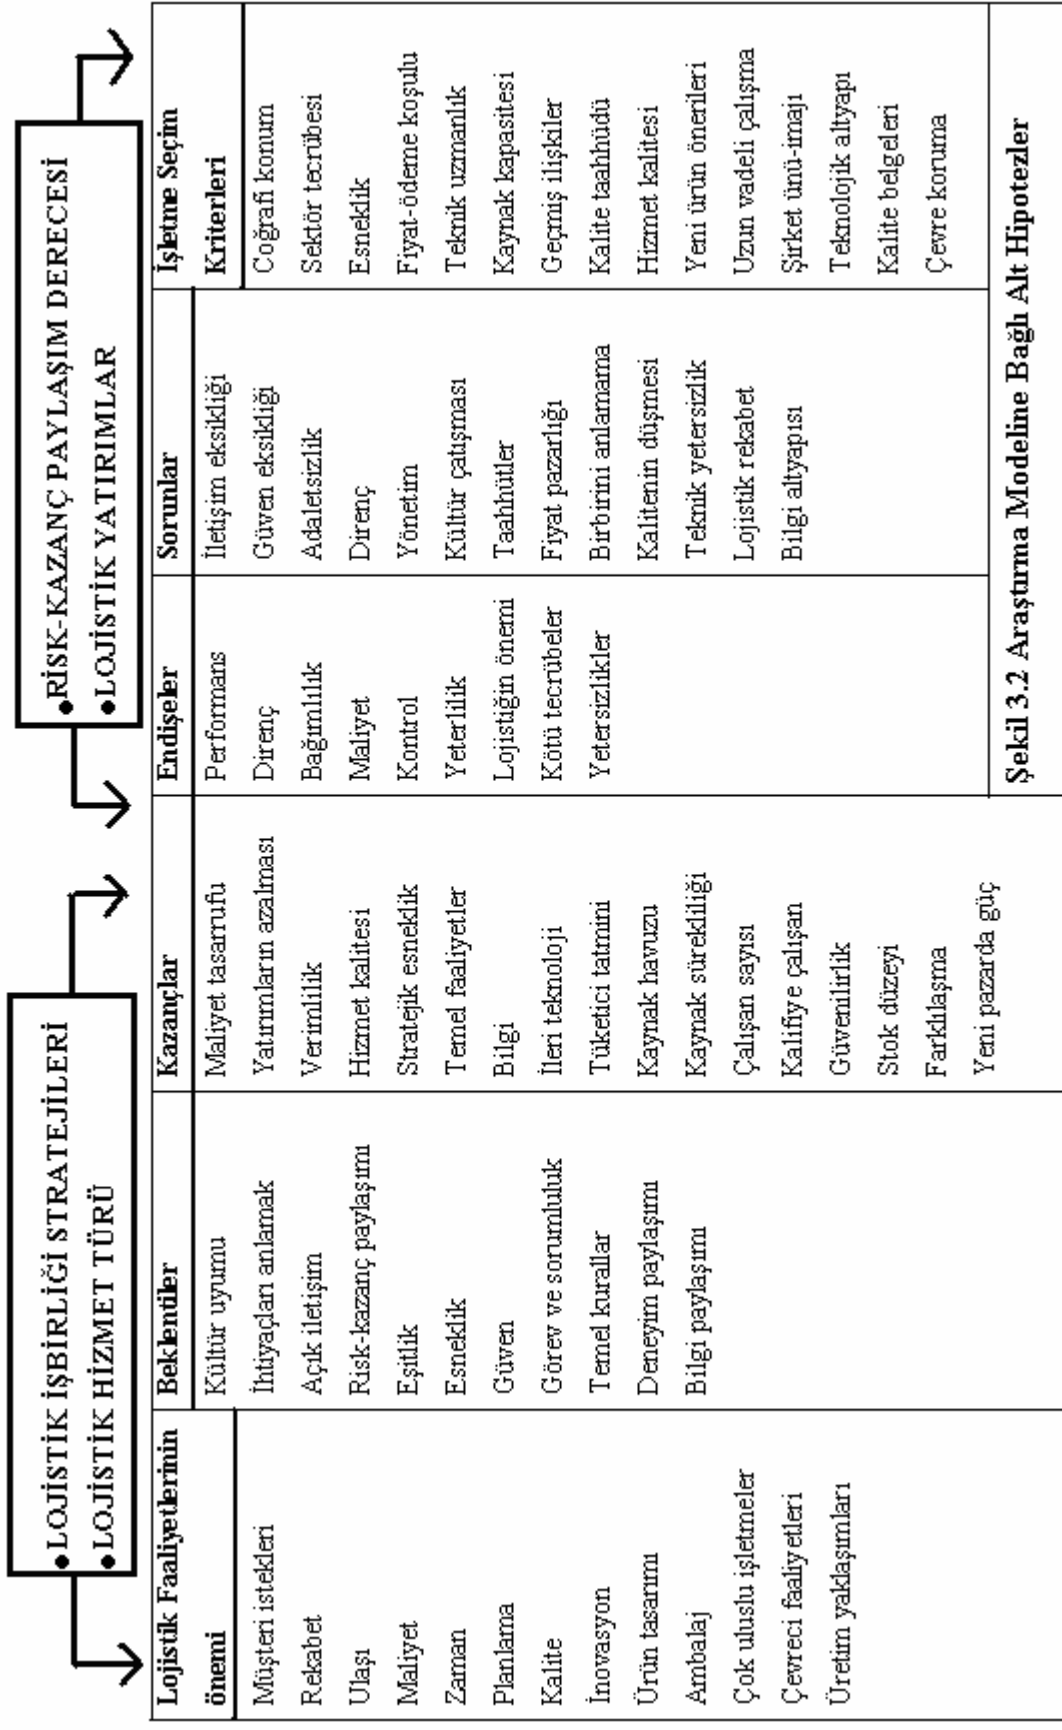 ●LOJİSTİK İŞBİRLİĞİ STRATEJİLERİ
●LOJİSTİK HİZMET TÜRÜ
●RİSK-KAZANÇ PAYLAŞIM DERECESİ
●LOJİSTİK YATIRIMLAR
Lojistik Faaliyetlerinin
önemi
Müşteri istekleri
Rekabet
Ulaşı
Maliyet
Zaman
Planlama
Kalite
İnovasyon
Ürün tasarımı
Ambalaj
Çok uluslu işletmeler
Çevreci faaliyetleri
Üretim yaklaşımları
Beklentiler
Kültür uyumu
İhtiyaçları anlamak
Açık iletişim
Risk-kazanç paylaşımı
Eşitlik
Esneklik
Güven
Görev ve sorumluluk
Temel kurallar
Deneyim paylaşımı
Bilgi paylaşımı
Kazançlar
Maliyet tasarrufu
Yatırımların azalması
Verimlilik
Hizmet kalitesi
Stratejik esneklik
Temel faaliyetler
Bilgi
İleri teknoloji
Tüketici tatmini
Kaynak havuzu
Kaynak sürekliliği
Çalışan sayısı
Kalifiye çalışan
Güvenilirlik
Stok düzeyi
Farklılaşma
Yeni pazarda güç
Endişeler
Performans
Direnç
Bağımlılık
Maliyet
Kontrol
Yeterlilik
Lojistiğin önemi
Kötü tecrübeler
Yetersizlikler
Sorunlar
İletişim eksikliği
Güven eksikliği
Adaletsizlik
Direnç
Yönetim
Kültür çatışması
Taahhütler
Fiyat pazarlığı
Birbirini anlamama
Kalitenin düşmesi
Teknik yetersizlik
Lojistik rekabet
Bilgi altyapısı
İşletme Seçim
Kriterleri
Coğrafi konum
Sektör tecrübesi
Esneklik
Fiyat-ödeme koşulu
Teknik uzmanlık
Kaynak kapasitesi
Geçmiş ilişkiler
Kalite taahhüdü
Hizmet kalitesi
Yeni ürün önerileri
Uzun vadeli çalışma
Şirket ünü-imajı
Teknolojik altyapı
Kalite belgeleri
Çevre koruma
Şekil 3.2 Araştırma Modeline Bağlı Alt Hipotezler